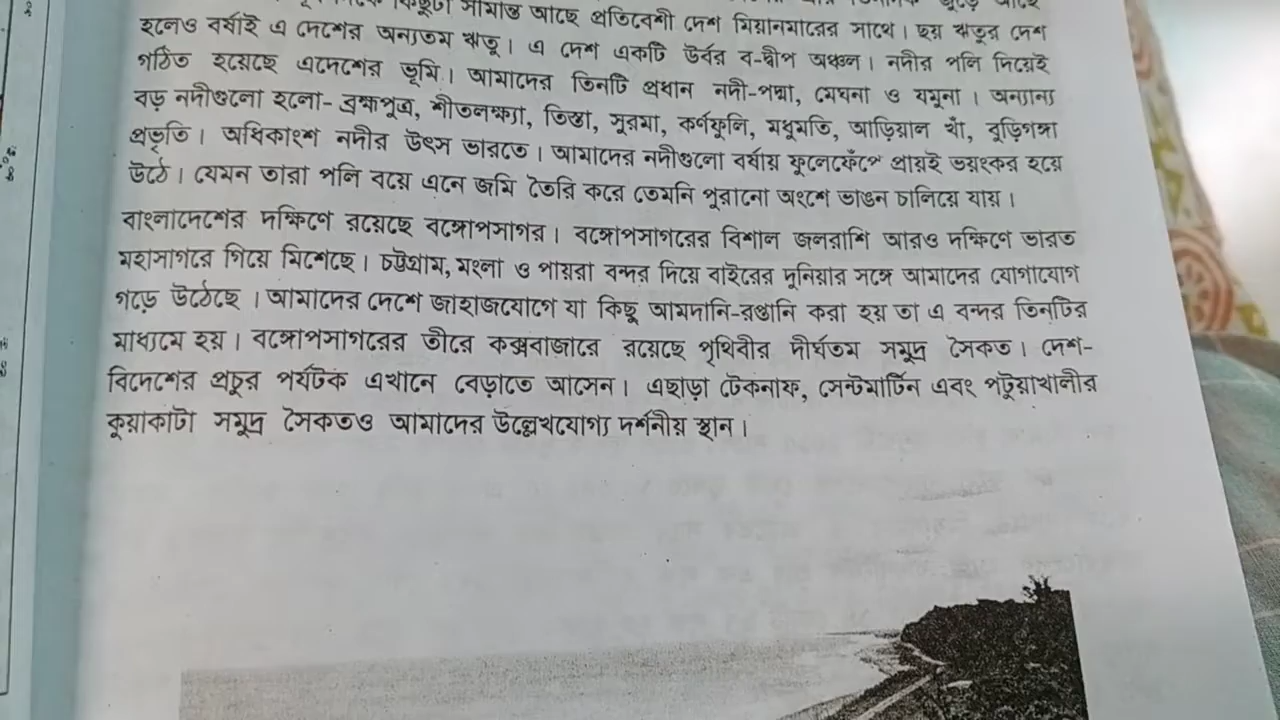 কিছুটা সীমান্ত আছে প্রতিবেশী দেশ মিয়ানমারের সাথে। ছয় ঋতুর দেশ
হলেও বর্ষাই এ দেশের অন্যতম ঋতু। এ দেশ একটি উর্বর ব-দ্বীপ অঞ্চল। নদীর পলি দিয়েই
গঠিত হয়েছে এদেশের ভূমি। আমাদের তিনটি প্রধান নদী-পদ্মা, মেঘনা ও যমুনা। অন্যান্য
বড় নদীগুলো হলো- ব্রহ্মপুত্র, শীতলক্ষ্যা, তিস্তা, সুরমা, কর্ণফুলি, মধুমতি, আড়িয়াল খাঁ, বুড়িগঙ্গা
প্রভৃতি। অধিকাংশ নদীর উৎস ভারতে। আমাদের নদীগুলো বর্ষায় ফুলেফেঁপে প্রায়ই ভয়ংকর হয়ে
উঠে। যেমন তারা পলি বয়ে এনে জমি তৈরি করে তেমনি পুরানো অংশে ভাঙন চালিয়ে যায়।
বাংলাদেশের দক্ষিণে রয়েছে বঙ্গোপসাগর। বঙ্গোপসাগরের বিশাল জলরাশি আরও দক্ষিণে ভারত
মহাসাগরে গিয়ে মিশেছে। চট্টগ্রাম, মংলা ও পায়রা বন্দর দিয়ে বাইরের দুনিয়ার সঙ্গে আমাদের যোগাযোগ
গড়ে উঠেছে। আমাদের দেশে জাহাজযোগে যা কিছু আমদানি-রপ্তানি করা হয় তা এ বন্দর তিনটির
মাধ্যমে হয়। বঙ্গোপসাগরের তীরে কক্সবাজারে রয়েছে পৃথিবীর দীর্ঘতম সমুদ্র সৈকত। দেশ-
বিদেশের প্রচুর পর্যটক এখানে বেড়াতে আসেন। এছাড়া টেকনাফ, সেন্টমার্টিন এবং পটুয়াখালীর
কুয়াকাটা সমুদ্র সৈকতও আমাদের উল্লেখযোগ্য দর্শনীয় স্থান।